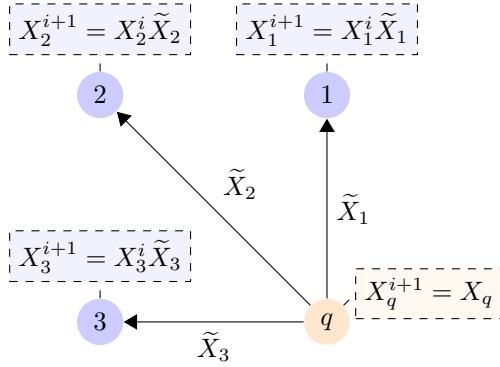 $X_2^{i+1} = X_2^i \widetilde{X}_2$
$X_1^{i+1} = X_1^i \widetilde{X}_1$
2
1
$\widetilde{X}_2$
$\widetilde{X}_1$
$X_3^{i+1} = X_3^i \widetilde{X}_3$
$X_q^{i+1} = X_q$
3
q
$\widetilde{X}_3$